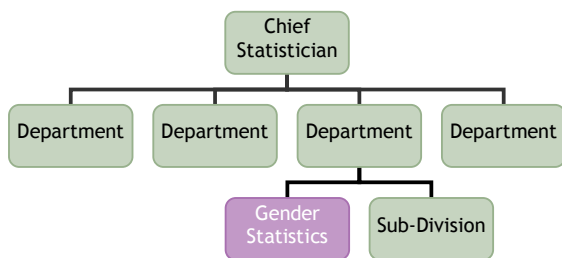 Chief
Statistician
Department
Department
Department
Department
Gender
Statistics
Sub-Division